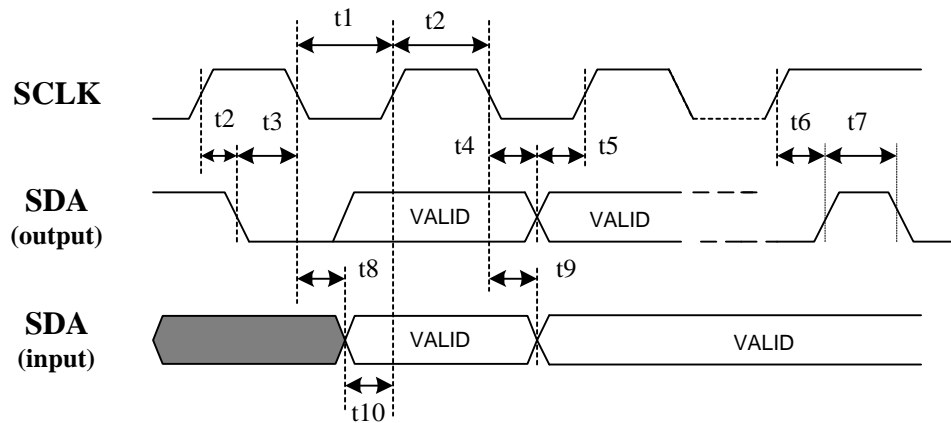 t1 t2
SCLK
t2 t3 t4 t5 t6 t7
SDA
(output)
VALID VALID
t8 t9
SDA
(input)
VALID VALID
t10